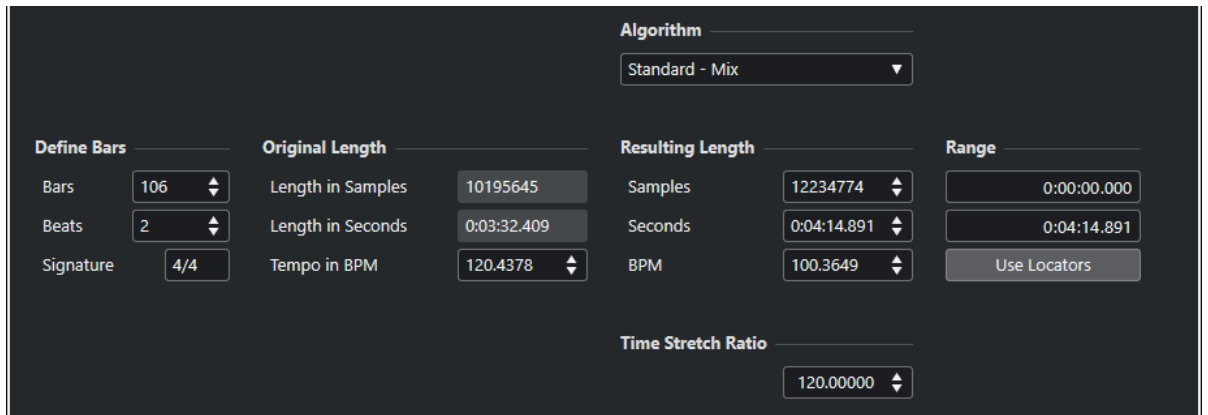 Algorithm
Standard - Mix
Define Bars
Original Length
Resulting Length
Range
Bars 106
Length in Samples 10195645
Samples 12234774
0:00:00.000
Beats 2
Length in Seconds 0:03:32.409
Seconds 0:04:14.891
0:04:14.891
Signature 4/4
Tempo in BPM 120.4378
BPM 100.3649
Use Locators
Time Stretch Ratio
120.00000